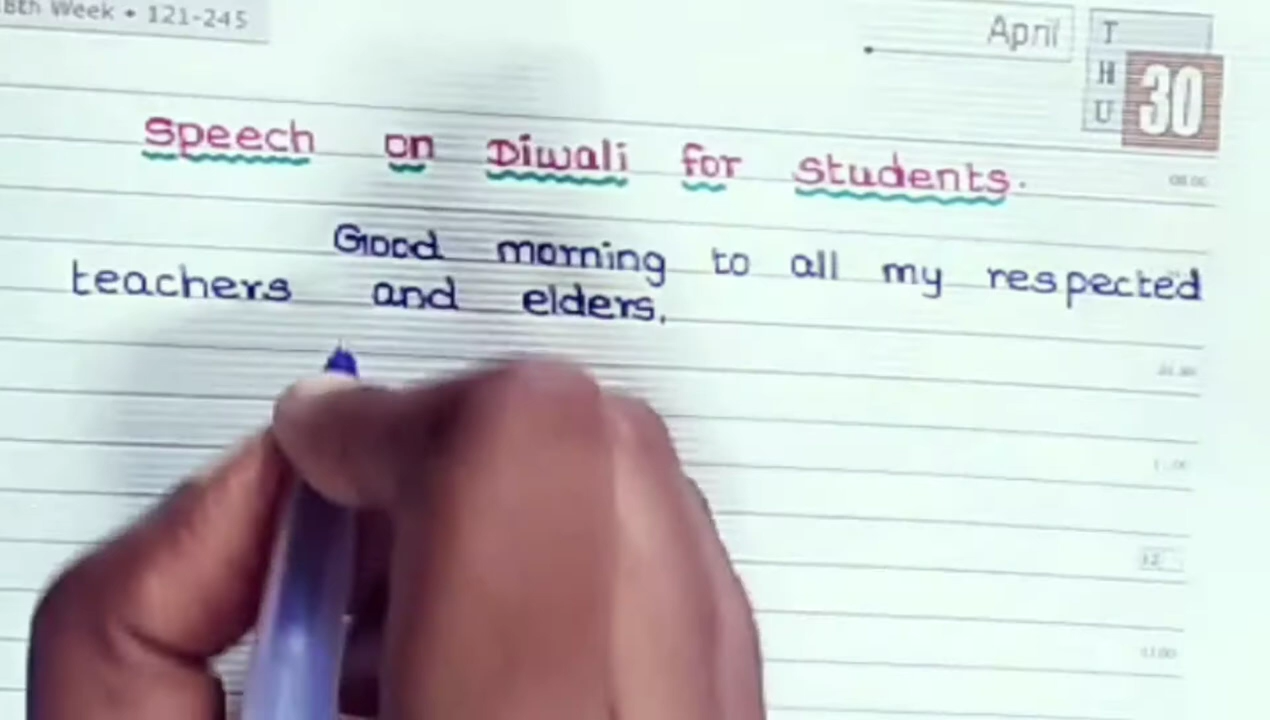 8th Week • 121-245
April
THU
30
Speech on Diwali for students.
Good morning to all my respected
teachers and elders.